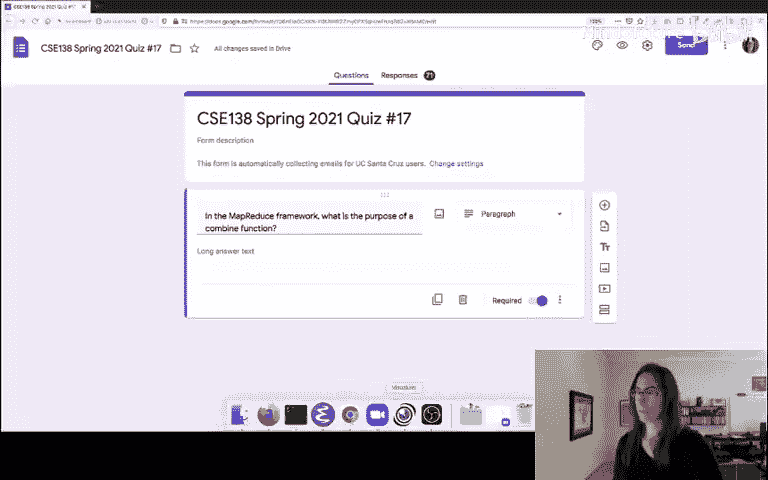 CSE138 Spring 2021 Quiz #17
All changes saved in Drive
Send
Questions Responses 71
CSE138 Spring 2021 Quiz #17
Form description
This form is automatically collecting emails for UC Santa Cruz users. Change settings
In the MapReduce framework, what is the purpose of a
combine function?
Paragraph
Long answer text
Required